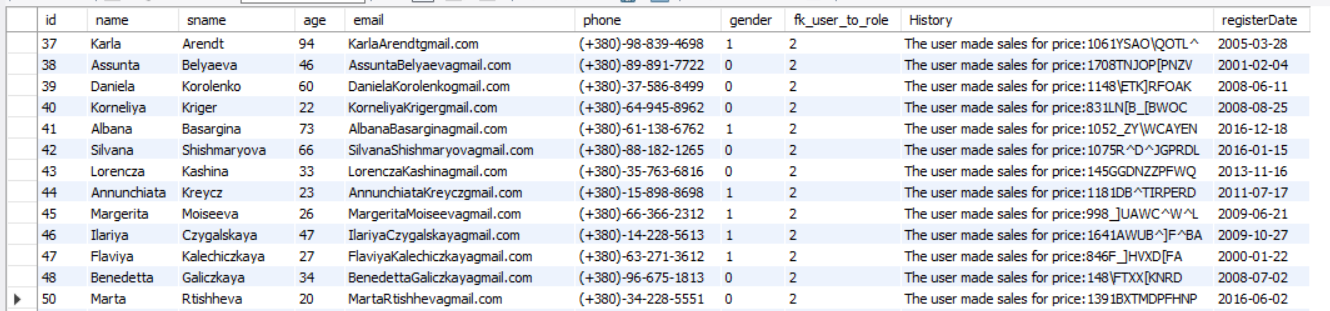 id name sname age email phone gender fk_user_to_role History registerDate
37 Karla Arendt 94 KarlaArendtgmail.com (+380)-98-839-4698 1 2 The user made sales for price:1061YSAO\QOTL^ 2005-03-28
38 Assunta Belyaeva 46 AssuntaBelyaevagmail.com (+380)-89-891-7722 0 2 The user made sales for price:1708TNJOP[PNZV 2001-02-04
39 Daniela Korolenko 60 DanielaKorolenkogmail.com (+380)-37-586-8499 0 2 The user made sales for price:1148\ETK]RFOAK 2008-06-11
40 Korneliya Kriger 22 KorneliyaKrigergmail.com (+380)-64-945-8962 0 2 The user made sales for price:831LN[B_[BWOC 2008-08-25
41 Albana Basargina 73 AlbanaBasarginagmail.com (+380)-61-138-6762 1 2 The user made sales for price:1052_ZY\WCAYEN 2016-12-18
42 Silvana Shishmaryova 66 SilvanaShishmaryovagmail.com (+380)-88-182-1265 0 2 The user made sales for price:1075R^D^JGPRDL 2016-01-15
43 Lorencza Kashina 33 LorenczaKashinagmail.com (+380)-35-763-6816 0 2 The user made sales for price:145GGDNZZPFWQ 2013-11-16
44 Annunchiata Kreycz 23 AnnunchiataKreyczgmail.com (+380)-15-898-8698 1 2 The user made sales for price:1181DB^TIRPERD 2011-07-17
45 Margerita Moiseeva 26 MargeritaMoiseevagmail.com (+380)-66-366-2312 1 2 The user made sales for price:998_]UAWC^W^L 2009-06-21
46 Ilariya Czygalskaya 47 IlariyaCzygalskayagmail.com (+380)-14-228-5613 1 2 The user made sales for price:1641AWUB^]F^BA 2009-10-27
47 Flaviya Kalechiczkaya 27 FlaviyaKalechiczkayagmail.com (+380)-63-271-3612 1 2 The user made sales for price:846F_]HVXD[FA 2000-01-22
48 Benedetta Galiczkaya 34 BenedettaGaliczkayagmail.com (+380)-96-675-1813 0 2 The user made sales for price:148\FTXX[KNRD 2008-07-02
50 Marta Rtishheva 20 MartaRtishhevagmail.com (+380)-34-228-5551 0 2 The user made sales for price:1391BXTMDPFHNP 2016-06-02